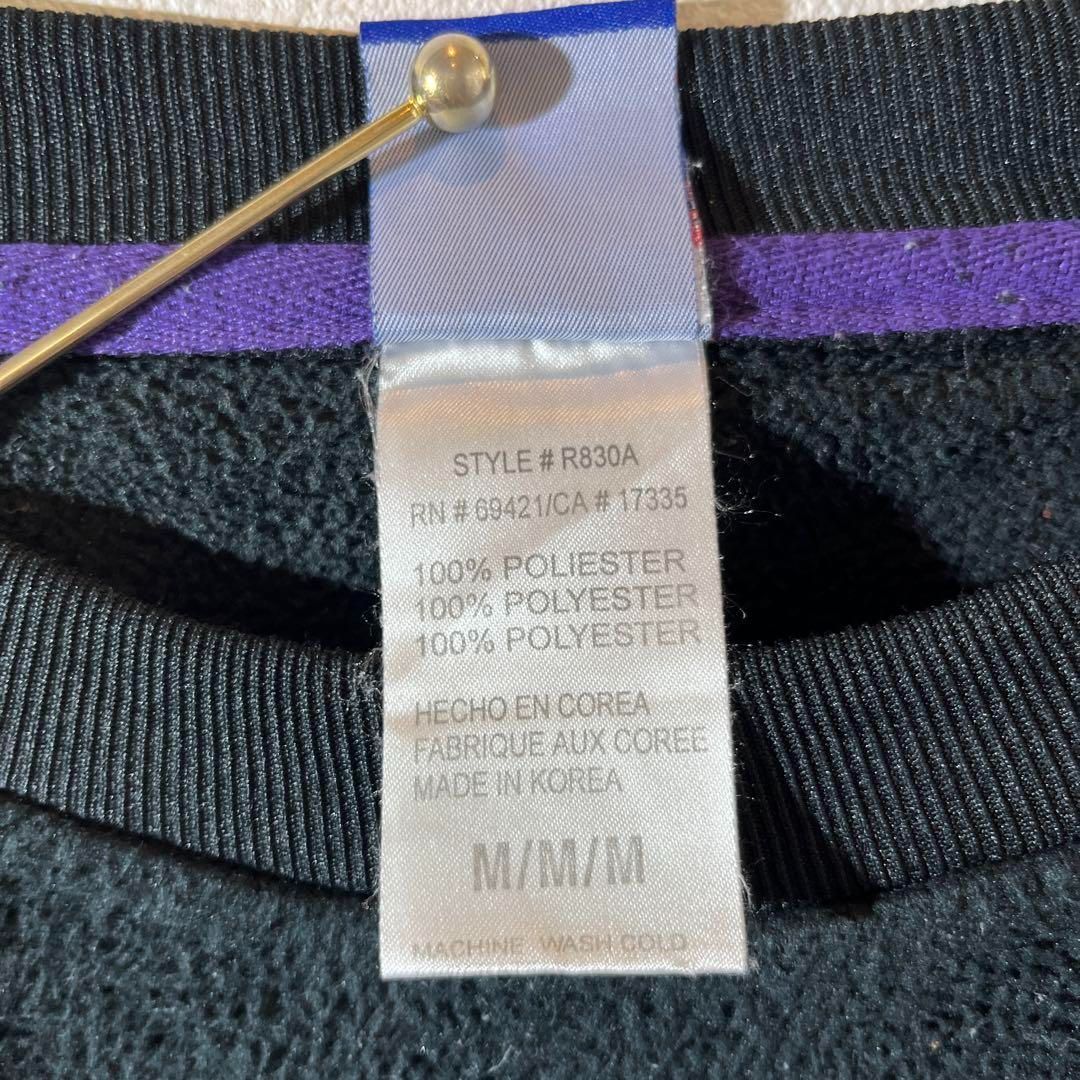 STYLE # R830A
RN # 69421/CA # 17335
100% POLIESTER
100% POLYESTER
100% POLYESTER
HECHO EN COREA
FABRIQUE AUX COREE
MADE IN KOREA
M/M/M
MACHINE WASH COLD